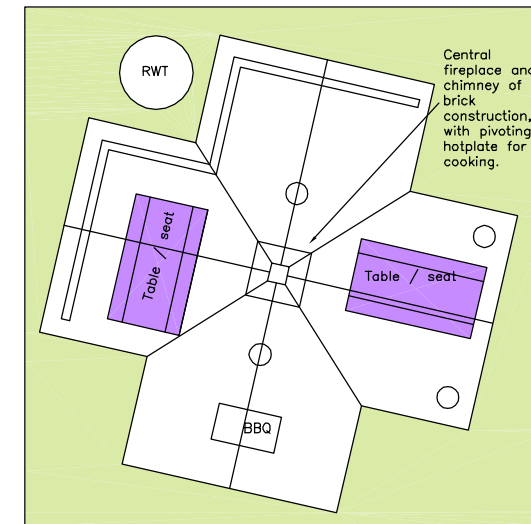 RWT
Central
fireplace and
chimney of
brick
construction,
with pivoting
hotplate for
cooking.
Table / seat
Table / seat
BBQ